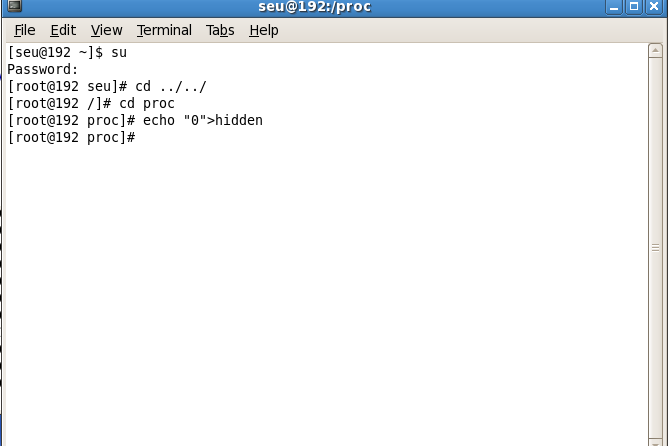 seu@192:/proc
File Edit View Terminal Tabs Help
[seu@192 ~]$ su
Password:
[root@192 seu]# cd ../../
[root@192 /]# cd proc
[root@192 proc]# echo "0">hidden
[root@192 proc]#